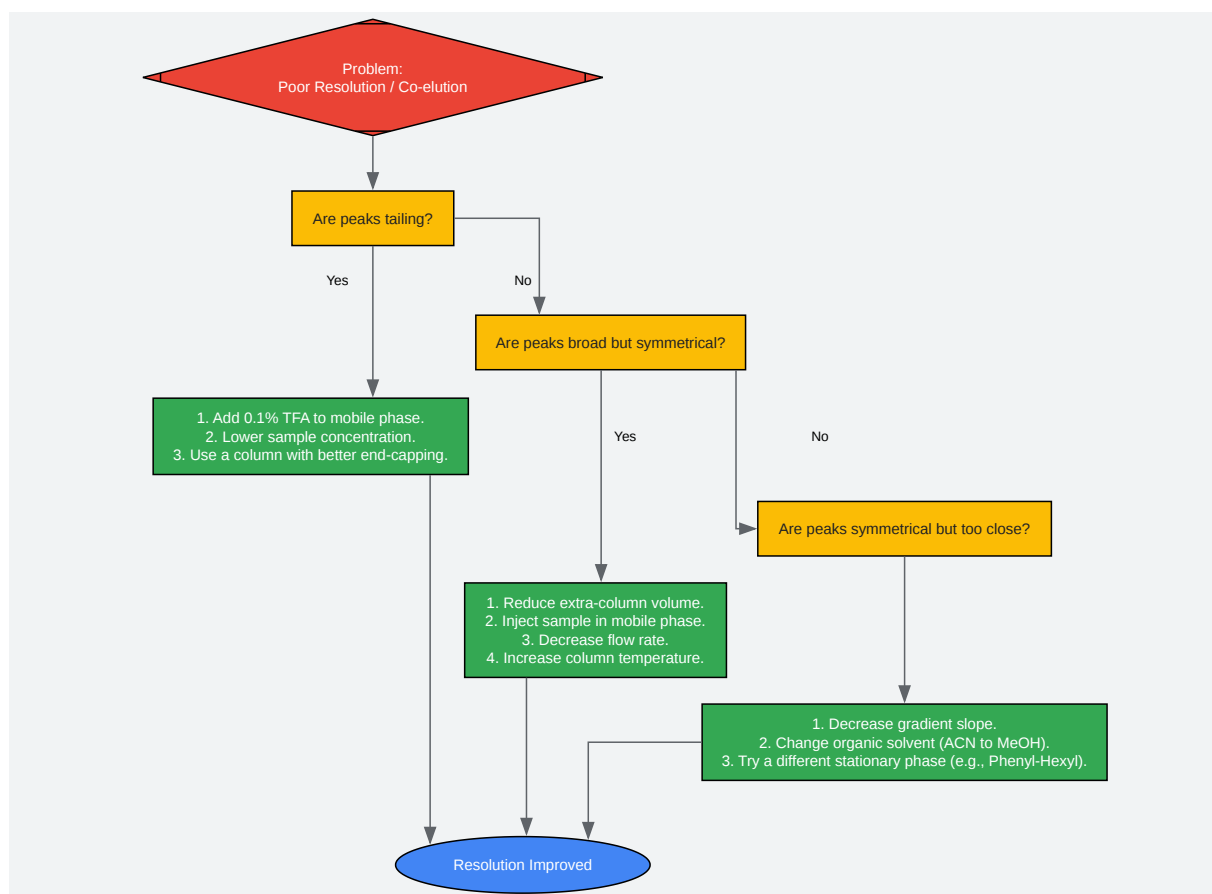 Problem:
Poor Resolution / Co-elution
Are peaks tailing?
Yes
No
Are peaks broad but symmetrical?
1. Add 0.1% TFA to mobile phase.
2. Lower sample concentration.
3. Use a column with better end-capping.
Yes
No
Are peaks symmetrical but too close?
1. Reduce extra-column volume.
2. Inject sample in mobile phase.
3. Decrease flow rate.
4. Increase column temperature.
1. Decrease gradient slope.
2. Change organic solvent (ACN to MeOH).
3. Try a different stationary phase (e.g., Phenyl-Hexyl).
Resolution Improved